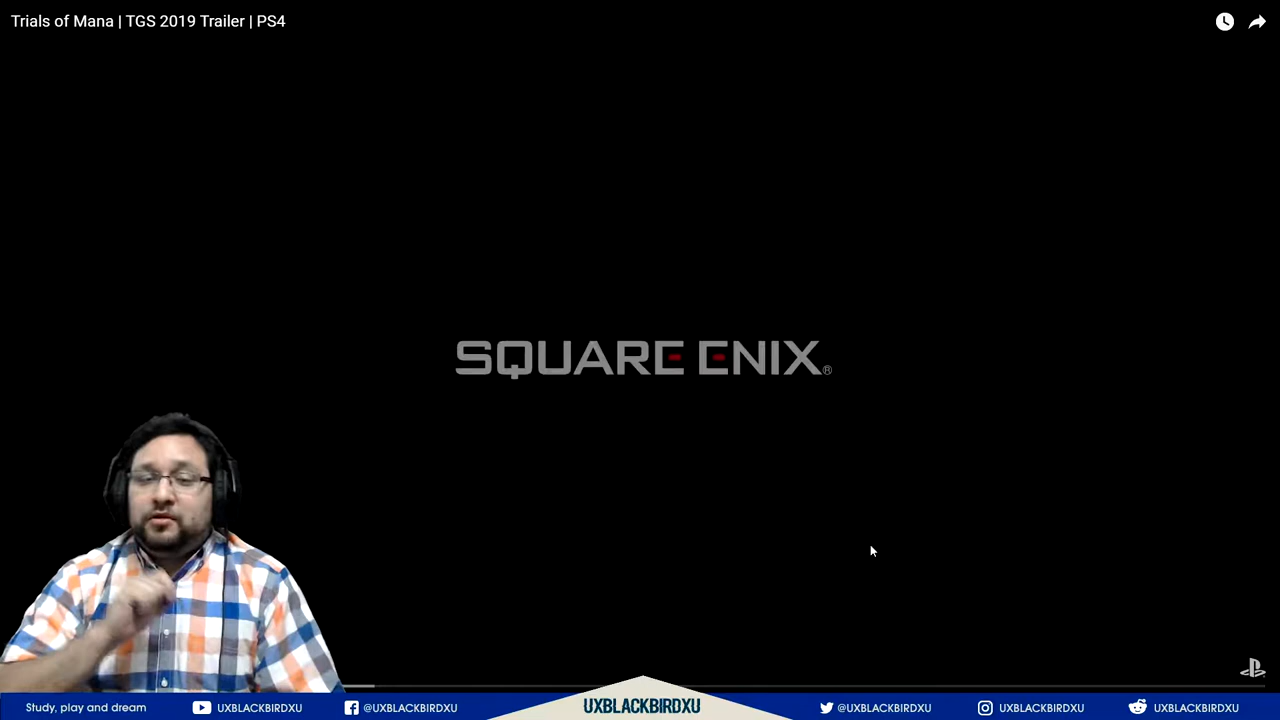 Trials of Mana | TGS 2019 Trailer | PS4
SQUARE ENIX®
Study, play and dream
UXBLACKBIRDXU
@UXBLACKBIRDXU
UXBLACKBIRDXU
@UXBLACKBIRDXU
UXBLACKBIRDXU
UXBLACKBIRDXU